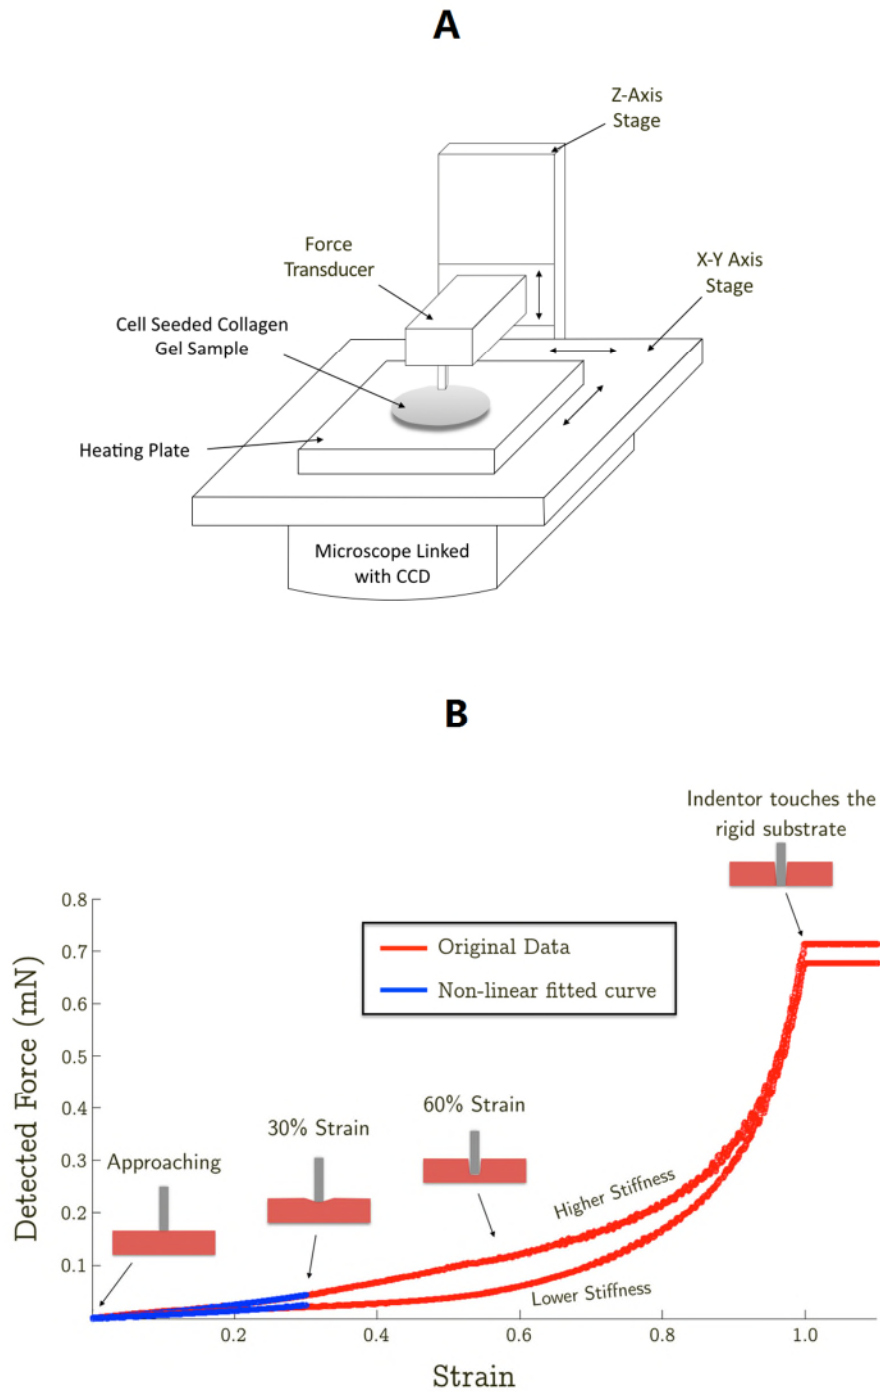 A
Z-Axis
Stage
Force
Transducer
X-Y Axis
Stage
Cell Seeded Collagen
Gel Sample
Heating Plate
Microscope Linked
with CCD
B
Indentor touches the
rigid substrate
0.8
Original Data
0.7
Non-linear fitted curve
0.6
0.5
0.4
60% Strain
30% Strain
0.3
Approaching
Higher Stiffness
0.2
0.1
Lower Stiffness
Detected Force (mN)
0.2
0.4
0.6
0.8
1.0
Strain